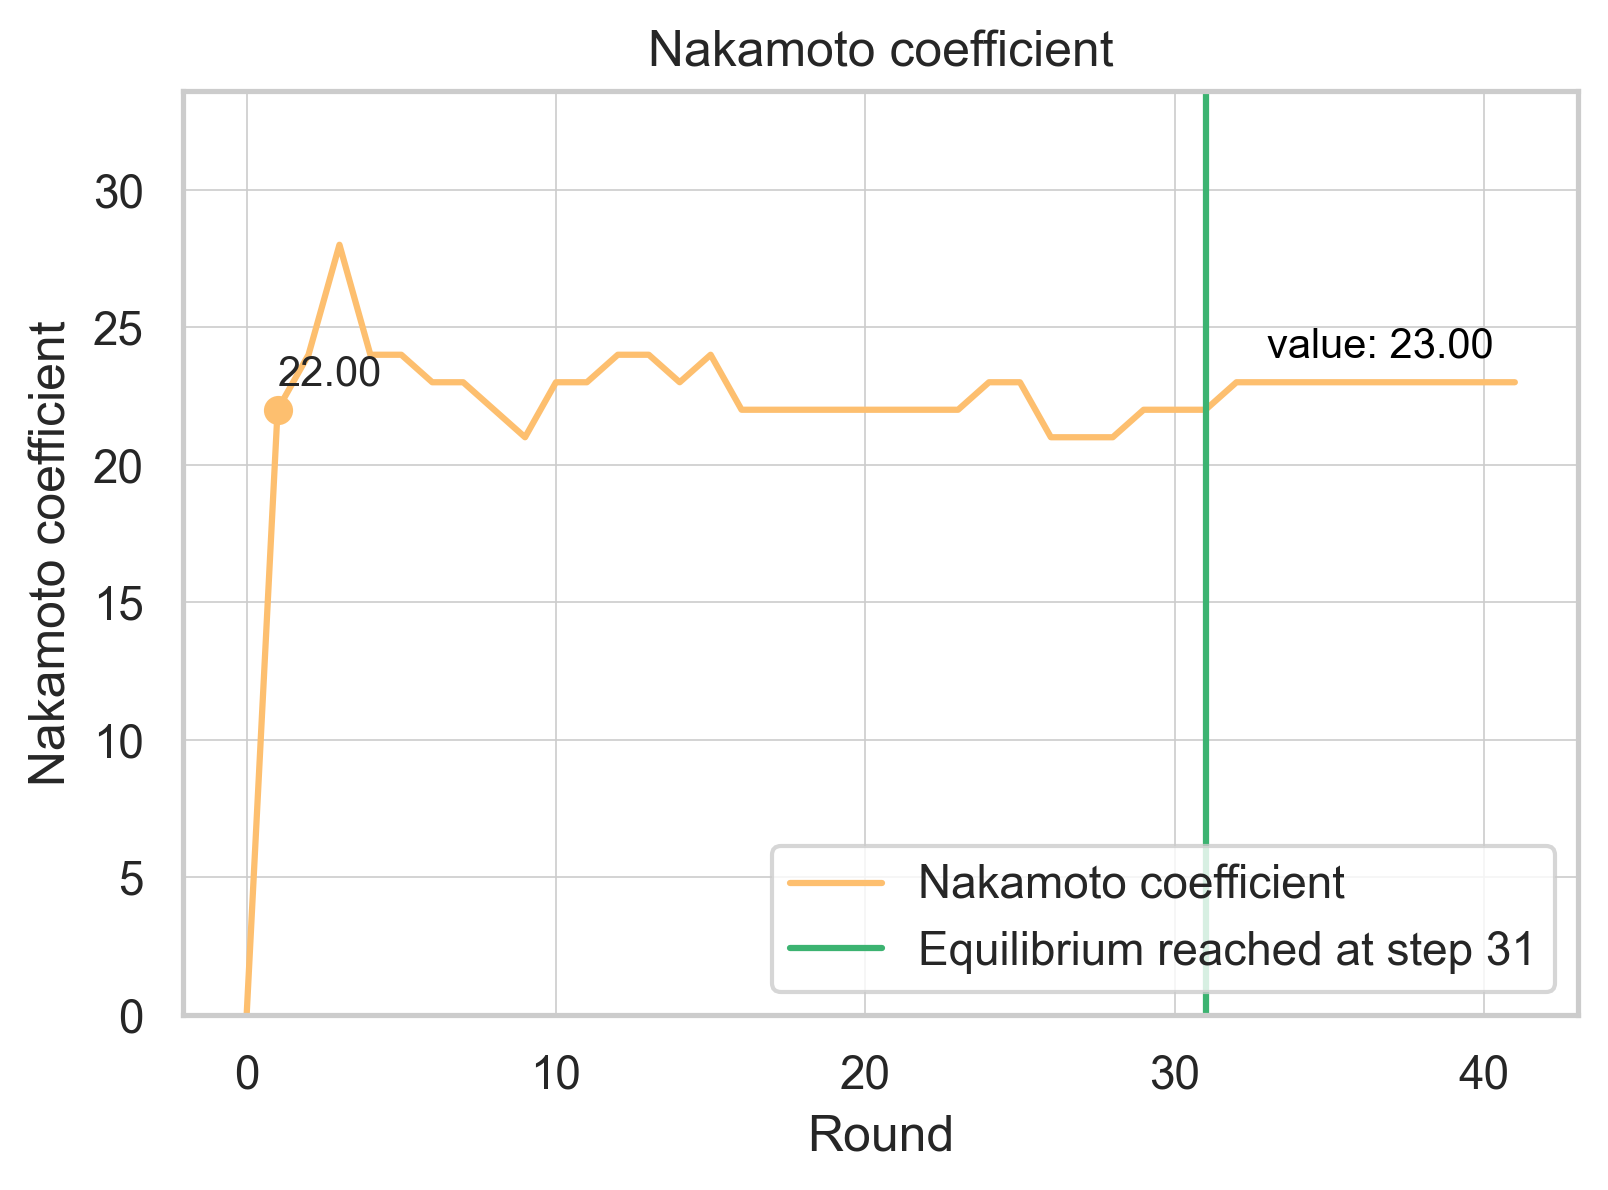 Nakamoto coefficient
Nakamoto coefficient
30
25
20
15
10
5
0
22.00
value: 23.00
Nakamoto coefficient
Equilibrium reached at step 31
0 10 20 30 40
Round